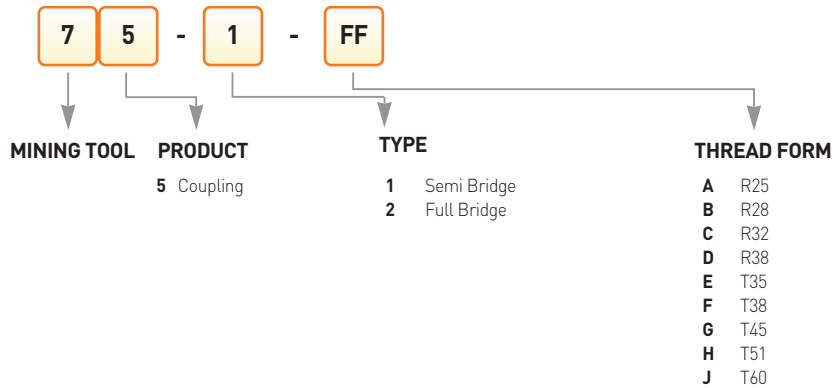 7 5 - 1 - FF
MINING TOOL
PRODUCT
5 Coupling
TYPE
1 Semi Bridge
2 Full Bridge
THREAD FORM
A R25
B R28
C R32
D R38
E T35
F T38
G T45
H T51
J T60